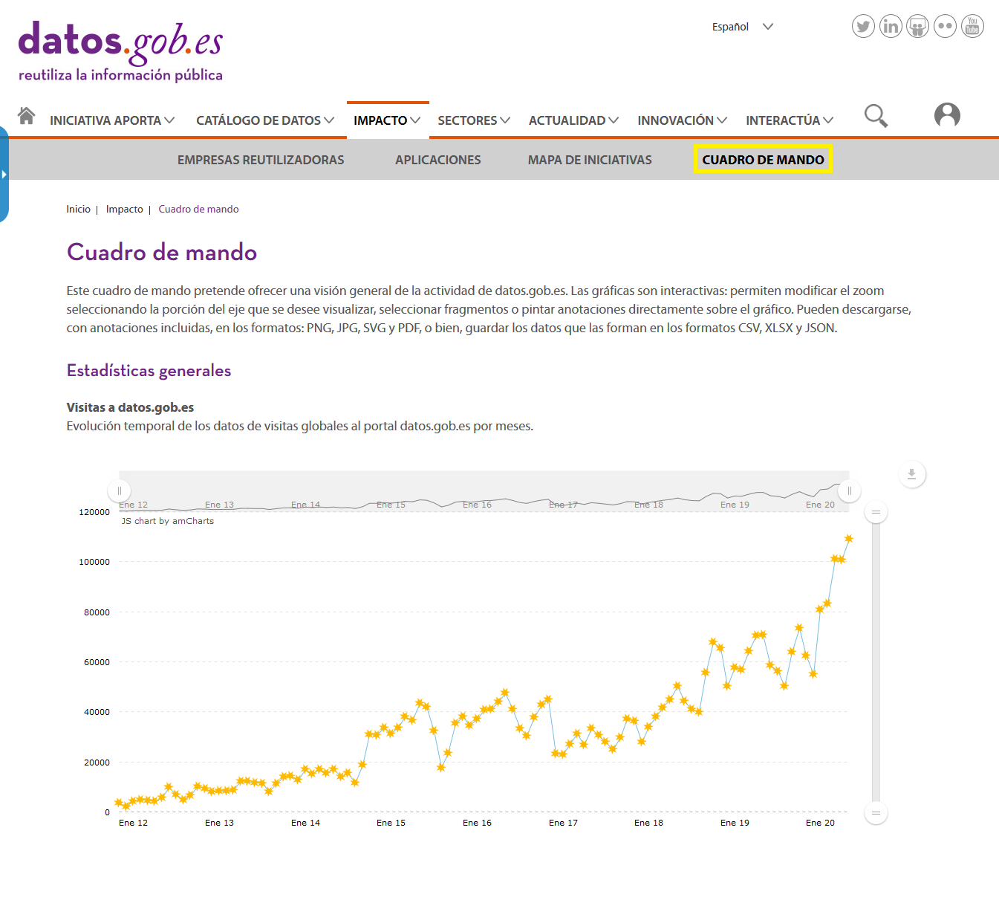 datos.gob.es
reutiliza la información pública
Español
You
Tube
INICIATIVA APORTA
CATÁLOGO DE DATOS
IMPACTO
SECTORES
ACTUALIDAD
INNOVACIÓN
INTERACTÚA
EMPRESAS REUTILIZADORAS
APLICACIONES
MAPA DE INICIATIVAS
CUADRO DE MANDO
Inicio | Impacto | Cuadro de mando
Cuadro de mando
Este cuadro de mando pretende ofrecer una visión general de la actividad de datos.gob.es. Las gráficas son interactivas: permiten modificar el zoom
seleccionando la porción del eje que se desee visualizar, seleccionar fragmentos o pintar anotaciones directamente sobre el gráfico. Pueden descargarse,
con anotaciones incluidas, en los formatos: PNG, JPG, SVG y PDF, o bien, guardar los datos que las forman en los formatos CSV, XLSX y JSON.
Estadísticas generales
Visitas a datos.gob.es
Evolución temporal de los datos de visitas globales al portal datos.gob.es por meses.
Ene 12 Ene 13 Ene 14 Ene 15 Ene 16 Ene 17 Ene 18 Ene 19 Ene 20
120000
JS chart by amCharts
100000
80000
60000
40000
20000
0
Ene 12 Ene 13 Ene 14 Ene 15 Ene 16 Ene 17 Ene 18 Ene 19 Ene 20